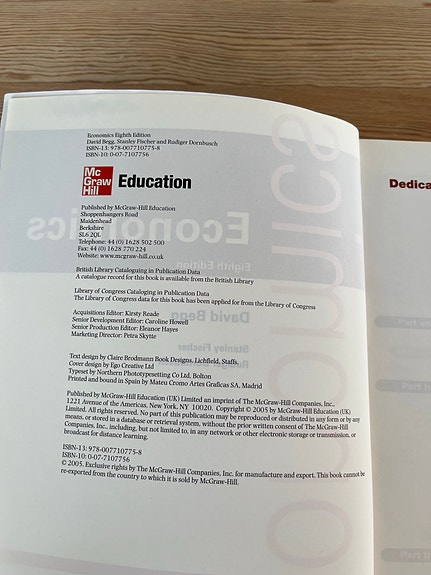 Economics Eighth Edition
David Begg, Stanley Fischer and Rudiger Dornbusch
ISBN-13: 978-007710775-8
ISBN-10: 0-07-7107756
Mc
Graw
Hill
Education
Published by McGraw-Hill Education
Shoppenhangers Road
Maidenhead
Berkshire
SL6 2QL
Telephone: 44 (0) 1628 502 500
Fax: 44 (0) 1628 770 224
Website: www.mcgraw-hill.co.uk
British Library Cataloguing in Publication Data
A catalogue record for this book is available from the British Library
Library of Congress Cataloging in Publication Data
The Library of Congress data for this book has been applied for from the Library of Congress
Acquisitions Editor: Kirsty Reade
Senior Development Editor: Caroline Howell
Senior Production Editor: Eleanor Hayes
Marketing Director: Petra Skytte
Text design by Claire Brodmann Book Designs, Lichfield, Staffs.
Cover design by Ego Creative Ltd
Typeset by Northern Phototypesetting Co Ltd, Bolton
Printed and bound in Spain by Mateu Cromo Artes Graficas SA, Madrid
Published by McGraw-Hill Education (UK) Limited an imprint of The McGraw-Hill Companies, Inc.,
1221 Avenue of the Americas, New York, NY 10020. Copyright © 2005 by McGraw-Hill Education (UK)
Limited. All rights reserved. No part of this publication may be reproduced or distributed in any form or by any
means, or stored in a database or retrieval system, without the prior written consent of The McGraw-Hill
Companies, Inc., including, but not limited to, in any network or other electronic storage or transmission, or
broadcast for distance learning.
ISBN-13: 978-007710775-8
ISBN-10: 0-07-7107756
© 2005. Exclusive rights by The McGraw-Hill Companies, Inc. for manufacture and export. This book cannot be
re-exported from the country to which it is sold by McGraw-Hill.
Dedica